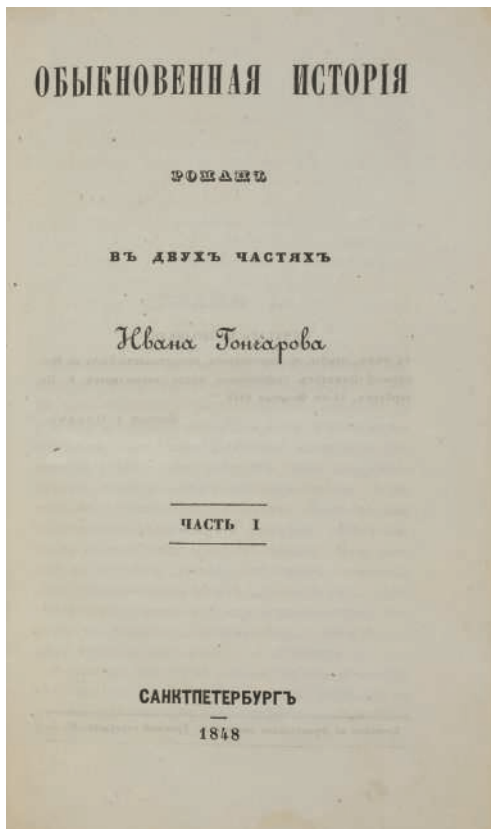 ОБЫКНОВЕННАЯ ИСТОРІЯ
РОМАНЪ
ВЪ ДВУХЪ ЧАСТЯХЪ
Ивана Гончарова
ЧАСТЬ I
САНКТПЕТЕРБУРГЪ
1848